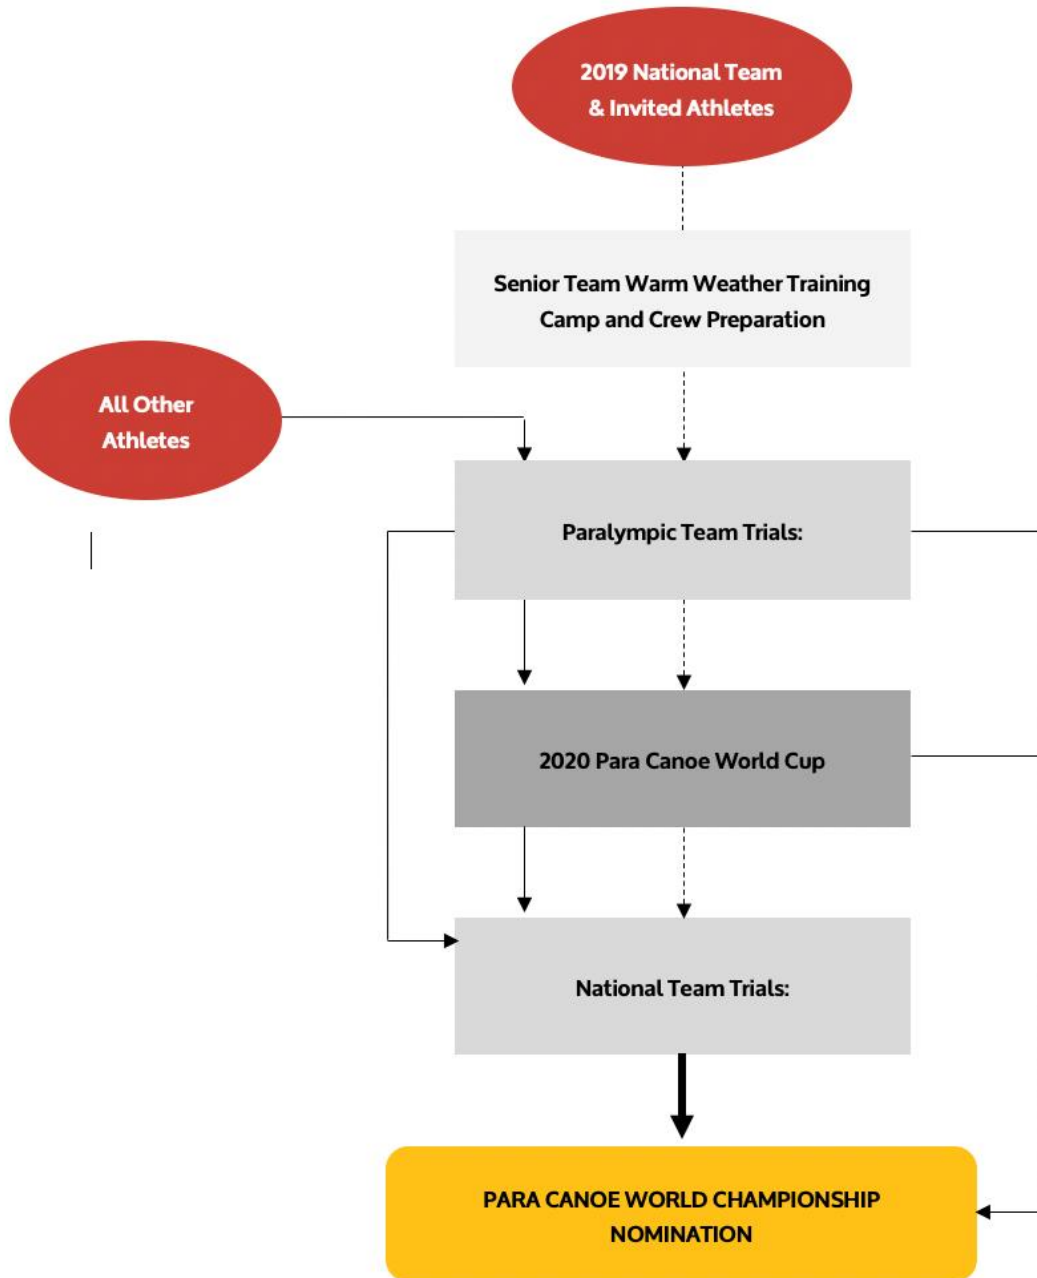 2019 National Team
& Invited Athletes
Senior Team Warm Weather Training
Camp and Crew Preparation
All Other
Athletes
Paralympic Team Trials:
2020 Para Canoe World Cup
National Team Trials:
PARA CANOE WORLD CHAMPIONSHIP
NOMINATION